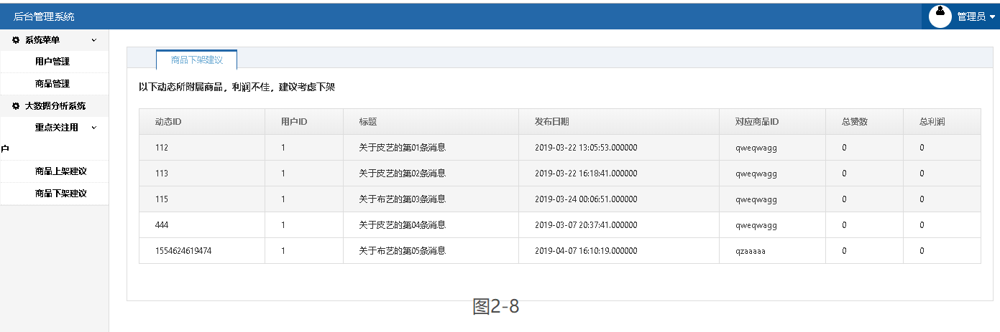 后台管理系统
管理员
系统菜单
用户管理
商品管理
大数据分析系统
重点关注用
户
商品上架建议
商品下架建议
商品下架建议
以下动态所附属商品，利润不佳，建议考虑下架
动态ID 用户ID 标题 发布日期 对应商品ID 总赞数 总利润
112 1 关于皮艺的第01条消息 2019-03-22 13:05:53.000000 qweqwagg 0 0
113 1 关于皮艺的第02条消息 2019-03-22 16:18:41.000000 qweqwagg 0 0
115 1 关于布艺的第03条消息 2019-03-24 00:06:51.000000 qweqwagg 0 0
444 1 关于皮艺的第04条消息 2019-03-07 20:37:41.000000 qweqwagg 0 0
1554624619474 1 关于布艺的第05条消息 2019-04-07 16:10:19.000000 qzaaaaa 0 0
图2-8